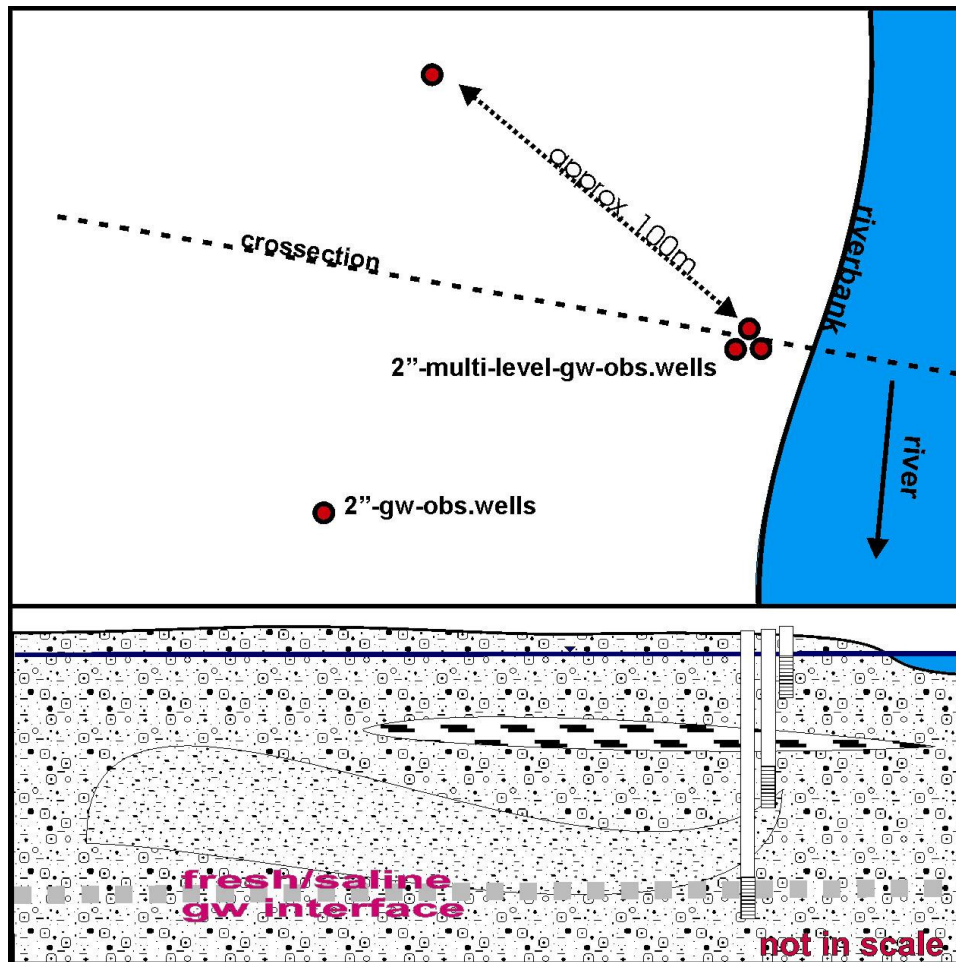 approx. 100m
crossection
riverbank
2”-multi-level-gw-obs.wells
river
2”-gw-obs.wells
fresh/saline
gw interface
not in scale